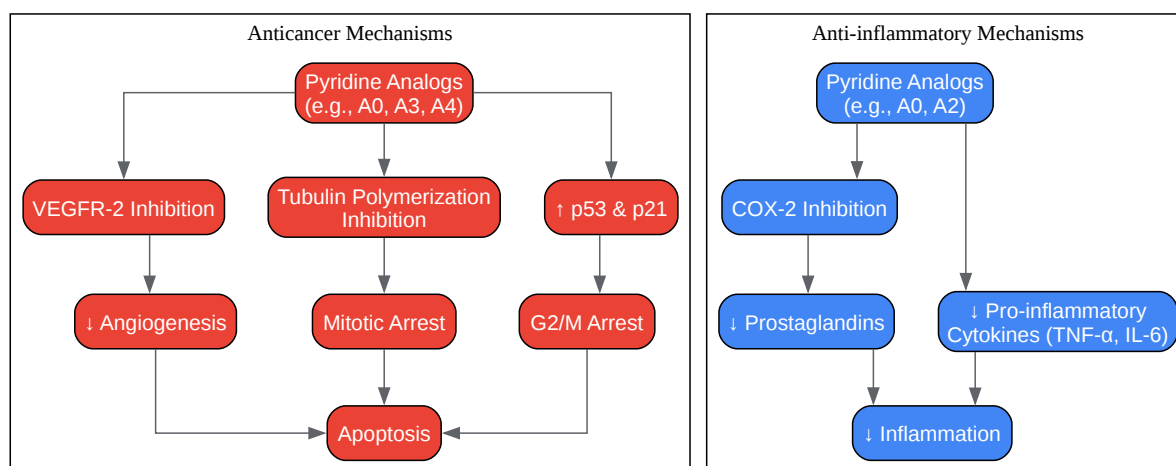 Anticancer Mechanisms
Pyridine Analogs
(e.g., A0, A3, A4)
VEGFR-2 Inhibition
Tubulin Polymerization
Inhibition
↑ p53 & p21
↓ Angiogenesis
Mitotic Arrest
G2/M Arrest
Apoptosis
Anti-inflammatory Mechanisms
Pyridine Analogs
(e.g., A0, A2)
COX-2 Inhibition
↓ Prostaglandins
↓ Pro-inflammatory
Cytokines (TNF-α, IL-6)
↓ Inflammation